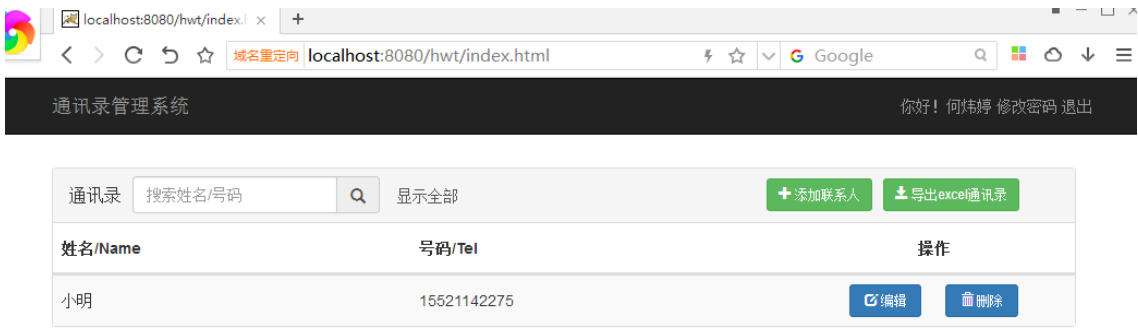 localhost:8080/hwt/index.h
域名重定向 localhost:8080/hwt/index.html Google
通讯录管理系统 你好！何炜婷 修改密码 退出
通讯录 搜索姓名/号码 显示全部 添加联系人 导出excel通讯录
姓名/Name 号码/Tel 操作
小明 15521142275 编辑 删除